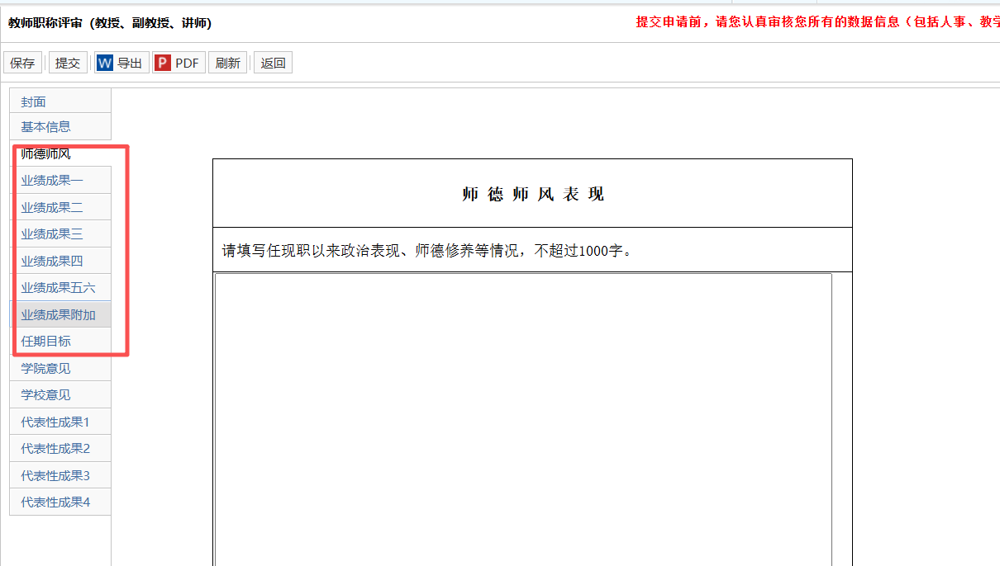 教师职称评审（教授、副教授、讲师）
提交申请前，请您认真审核您所有的数据信息（包括人事、教学
保存 提交 W 导出 P PDF 刷新 返回
封面
基本信息
师德师风
业绩成果一
业绩成果二
业绩成果三
业绩成果四
业绩成果五六
业绩成果附加
任期目标
学院意见
学校意见
代表性成果1
代表性成果2
代表性成果3
代表性成果4
师德师风表现
请填写任现职以来政治表现、师德修养等情况，不超过1000字。